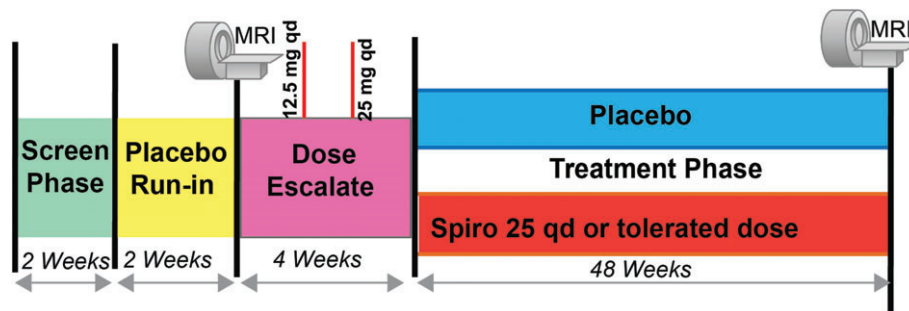 MRI
MRI
12.5 mg qd
25 mg qd
Screen
Phase
Placebo
Run-in
Dose
Escalate
Placebo
Treatment Phase
Spiro 25 qd or tolerated dose
2 Weeks
2 Weeks
4 Weeks
48 Weeks